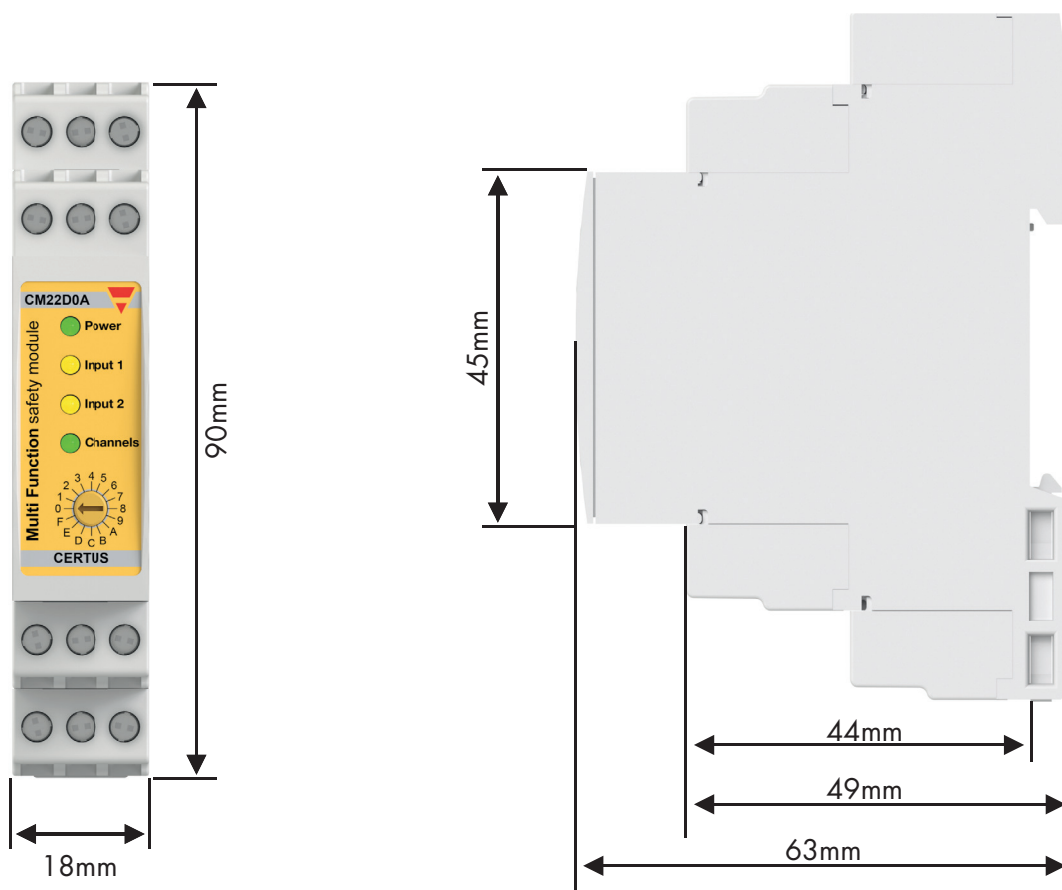 CM22D0A
Multi Function safety module
Power
Input 1
Input 2
Channels
0 1 2 3 4 5 6 7 8 9 A B C D E F
CERTUS
90mm
18mm
45mm
44mm
49mm
63mm